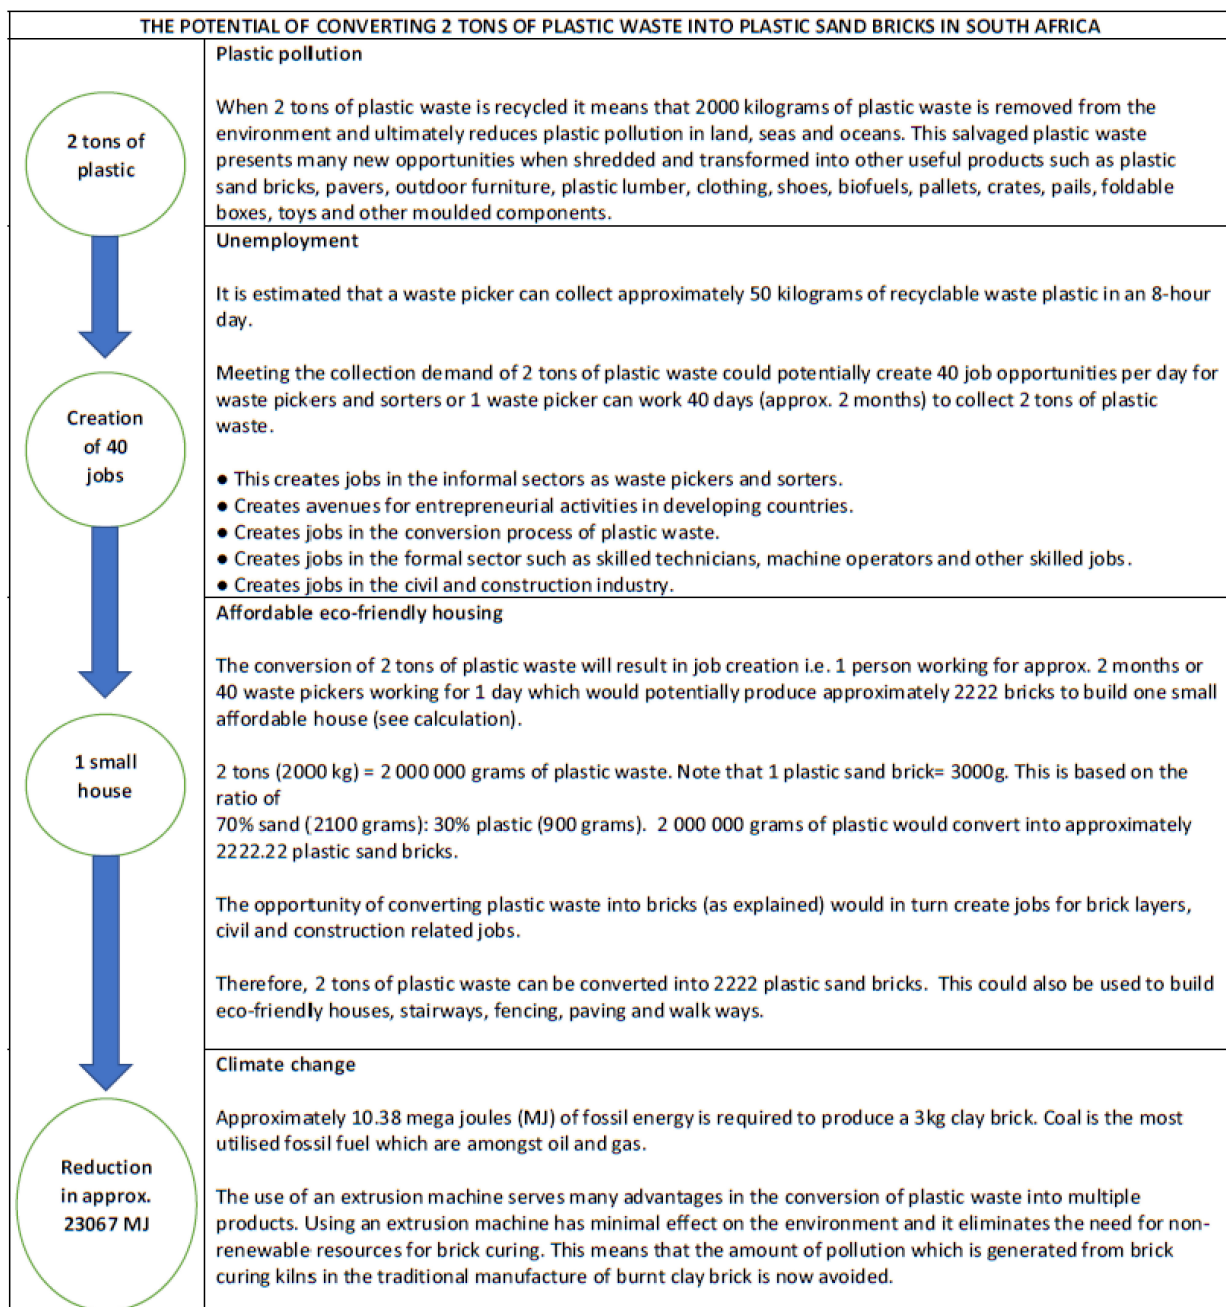 THE POTENTIAL OF CONVERTING 2 TONS OF PLASTIC WASTE INTO PLASTIC SAND BRICKS IN SOUTH AFRICA
2 tons of
plastic
Plastic pollution
When 2 tons of plastic waste is recycled it means that 2000 kilograms of plastic waste is removed from the
environment and ultimately reduces plastic pollution in land, seas and oceans. This salvaged plastic waste
presents many new opportunities when shredded and transformed into other useful products such as plastic
sand bricks, pavers, outdoor furniture, plastic lumber, clothing, shoes, biofuels, pallets, crates, pails, foldable
boxes, toys and other moulded components.
Creation
of 40
jobs
Unemployment
It is estimated that a waste picker can collect approximately 50 kilograms of recyclable waste plastic in an 8-hour
day.
Meeting the collection demand of 2 tons of plastic waste could potentially create 40 job opportunities per day for
waste pickers and sorters or 1 waste picker can work 40 days (approx. 2 months) to collect 2 tons of plastic
waste.
● This creates jobs in the informal sectors as waste pickers and sorters.
● Creates avenues for entrepreneurial activities in developing countries.
● Creates jobs in the conversion process of plastic waste.
● Creates jobs in the formal sector such as skilled technicians, machine operators and other skilled jobs.
● Creates jobs in the civil and construction industry.
1 small
house
Affordable eco-friendly housing
The conversion of 2 tons of plastic waste will result in job creation i.e. 1 person working for approx. 2 months or
40 waste pickers working for 1 day which would potentially produce approximately 2222 bricks to build one small
affordable house (see calculation).
2 tons (2000 kg) = 2 000 000 grams of plastic waste. Note that 1 plastic sand brick= 3000g. This is based on the
ratio of
70% sand (2100 grams): 30% plastic (900 grams). 2 000 000 grams of plastic would convert into approximately
2222.22 plastic sand bricks.
The opportunity of converting plastic waste into bricks (as explained) would in turn create jobs for brick layers,
civil and construction related jobs.
Therefore, 2 tons of plastic waste can be converted into 2222 plastic sand bricks. This could also be used to build
eco-friendly houses, stairways, fencing, paving and walk ways.
Reduction
in approx.
23067 MJ
Climate change
Approximately 10.38 mega joules (MJ) of fossil energy is required to produce a 3kg clay brick. Coal is the most
utilised fossil fuel which are amongst oil and gas.
The use of an extrusion machine serves many advantages in the conversion of plastic waste into multiple
products. Using an extrusion machine has minimal effect on the environment and it eliminates the need for non-
renewable resources for brick curing. This means that the amount of pollution which is generated from brick
curing kilns in the traditional manufacture of burnt clay brick is now avoided.